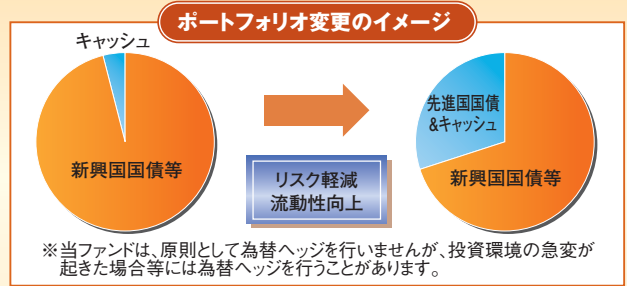 ポートフォリオ変更のイメージ
キャッシュ
新興国国債等
リスク軽減
流動性向上
先進国国債
&キャッシュ
新興国国債等
※当ファンドは、原則として為替ヘッジを行いませんが、投資環境の急変が
起きた場合等には為替ヘッジを行うことがあります。